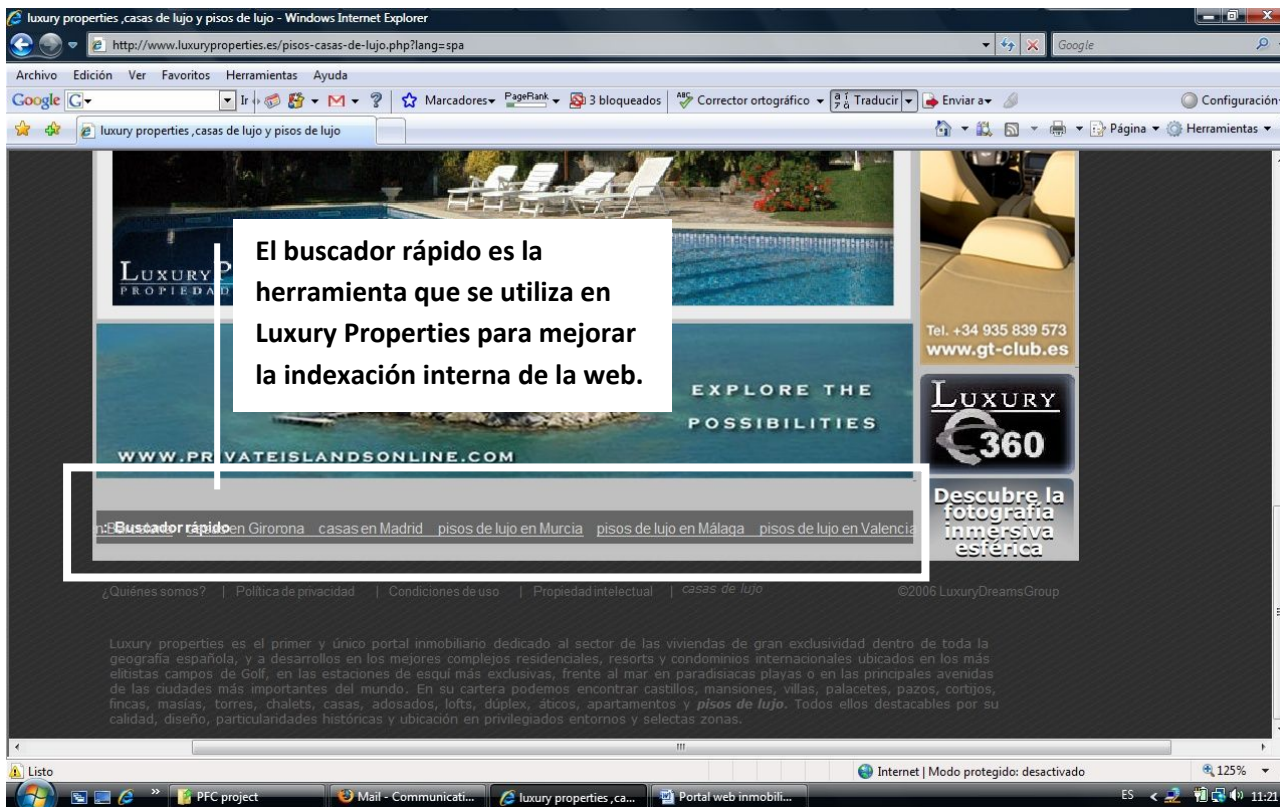 luxury properties ,casas de lujo y pisos de lujo - Windows Internet Explorer
http://www.luxuryproperties.es/pisos-casas-de-lujo.php?lang=spa
Google
Archivo Edición Ver Favoritos Herramientas Ayuda
Google G Ir Marcadores PageRank 3 bloqueados Corrector ortográfico Traducir Enviar a Configuración
luxury properties ,casas de lujo y pisos de lujo
Página Herramientas
El buscador rápido es la
herramienta que se utiliza en
Luxury Properties para mejorar
la indexación interna de la web.
LUXURY P
PROPIEDAD
Tel. +34 935 839 573
www.gt-club.es
EXPLORE THE
POSSIBILITIES
WWW.PRIVATEISLANDSONLINE.COM
LUXURY
360
Descubre la
fotografía
inmersiva
esférica
.: Buscador rápido en Girorona casas en Madrid pisos de lujo en Murcia pisos de lujo en Málaga pisos de lujo en Valencia
¿Quiénes somos? | Política de privacidad | Condiciones de uso | Propiedad intelectual | casas de lujo ©2006 LuxuryDreamsGroup
Luxury properties es el primer y único portal inmobiliario dedicado al sector de las viviendas de gran exclusividad dentro de toda la
geografía española, y a desarrollos en los mejores complejos residenciales, resorts y condominios internacionales ubicados en los más
elitistas campos de Golf, en las estaciones de esquí más exclusivas, frente al mar en paradisiacas playas o en las principales avenidas
de las ciudades más importantes del mundo. En su cartera podemos encontrar castillos, mansiones, villas, palacetes, pazos, cortijos,
fincas, masías, torres, chalets, casas, adosados, lofts, dúplex, áticos, apartamentos y pisos de lujo. Todos ellos destacables por su
calidad, diseño, particularidades históricas y ubicación en privilegiados entornos y selectas zonas.
Listo
Internet | Modo protegido: desactivado
125%
PFC project
Mail - Communicati...
luxury properties ,ca...
Portal web inmobili...
ES
11:21